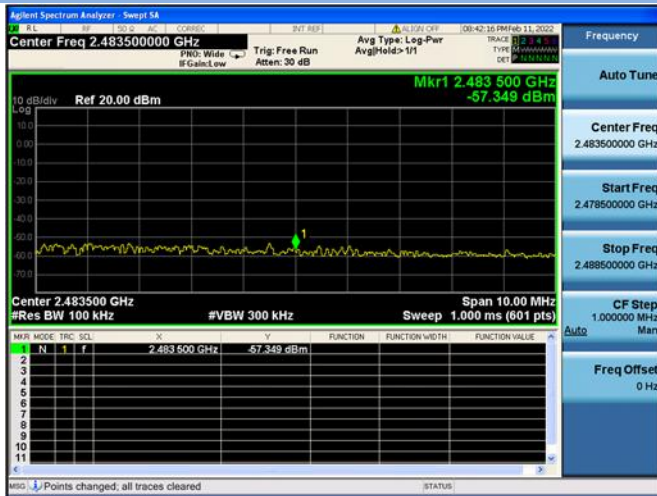 Agilent Spectrum Analyzer - Swept SA
RL RF 50 Ω AC CORREC INT REF ALIGN OFF 08:42:16 PM Feb 11, 2022
Center Freq 2.483500000 GHz
PNO: Wide
IFGain:Low
Trig: Free Run
Atten: 30 dB
Avg Type: Log-Pwr
Avg|Hold:>1/1
TRACE 1 2 3 4 5 6
TYPE M
DET P N N N N N
Mkr1 2.483 500 GHz
-57.349 dBm
10 dB/div Ref 20.00 dBm
Log
10.0
0.00
-10.0
-20.0
-30.0
-40.0
-50.0
-60.0
-70.0
1
Center 2.483500 GHz Span 10.00 MHz
#Res BW 100 kHz #VBW 300 kHz Sweep 1.000 ms (601 pts)
MKR MODE TRC SCL X Y FUNCTION FUNCTION WIDTH FUNCTION VALUE
1 N 1 f 2.483 500 GHz -57.349 dBm
2
3
4
5
6
7
8
9
10
11
MSG Points changed; all traces cleared STATUS
Frequency
Auto Tune
Center Freq
2.483500000 GHz
Start Freq
2.478500000 GHz
Stop Freq
2.488500000 GHz
CF Step
1.000000 MHz
Auto Man
Freq Offset
0 Hz